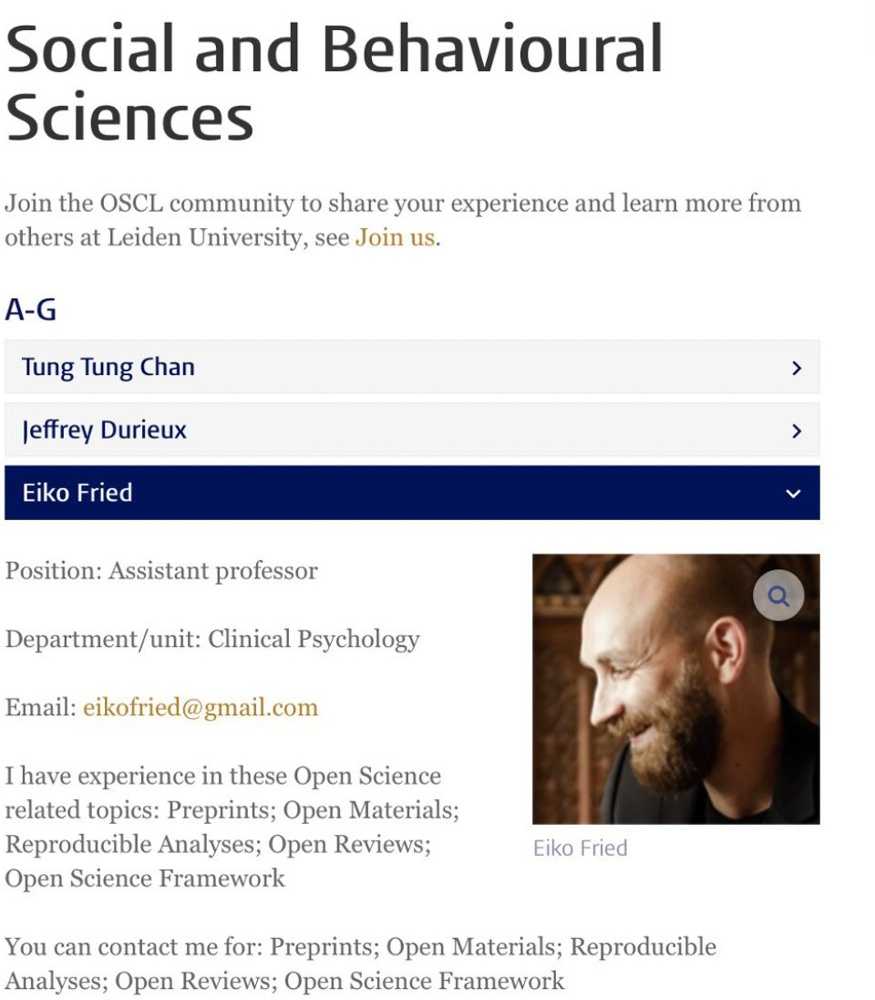 Social and Behavioural
Sciences
Join the OSCL community to share your experience and learn more from
others at Leiden University, see Join us.
A-G
Tung Tung Chan
Jeffrey Durieux
Eiko Fried
Position: Assistant professor
Department/unit: Clinical Psychology
Email: eikofried@gmail.com
I have experience in these Open Science
related topics: Preprints; Open Materials;
Reproducible Analyses; Open Reviews;
Open Science Framework
Eiko Fried
You can contact me for: Preprints; Open Materials; Reproducible
Analyses; Open Reviews; Open Science Framework